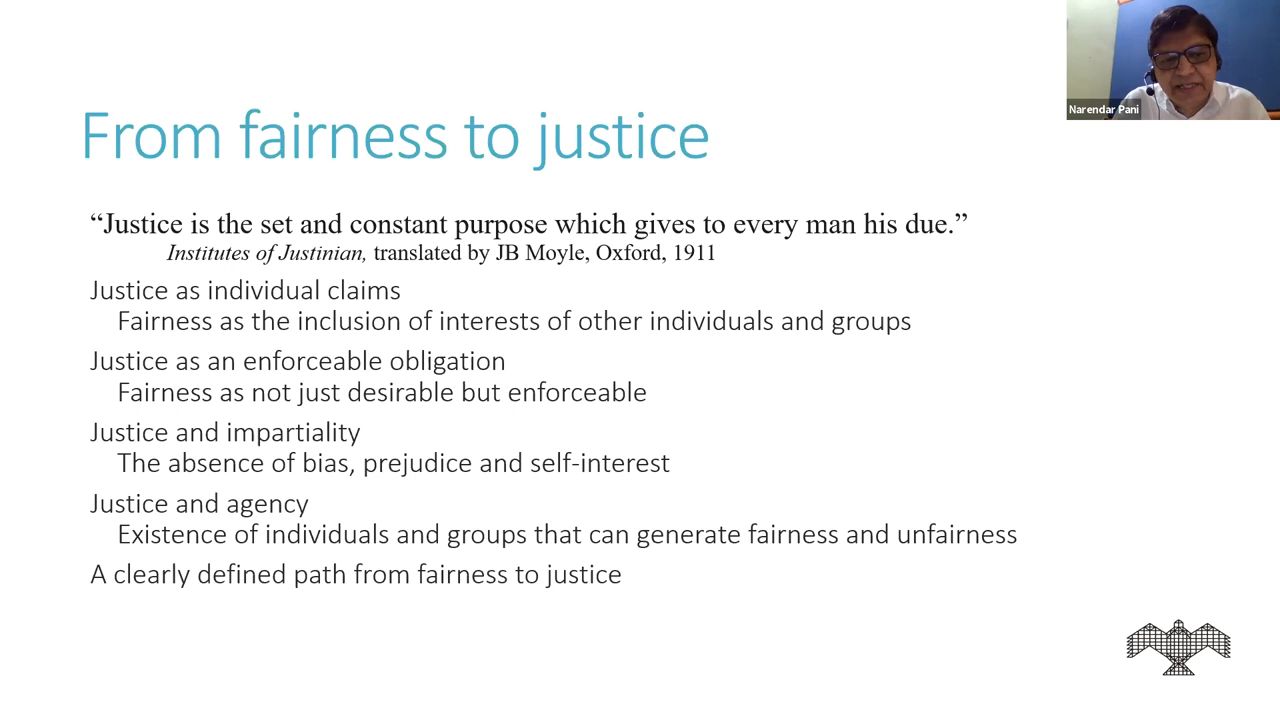 Narendar Pani
From fairness to justice
“Justice is the set and constant purpose which gives to every man his due.”
Institutes of Justinian, translated by JB Moyle, Oxford, 1911
Justice as individual claims
Fairness as the inclusion of interests of other individuals and groups
Justice as an enforceable obligation
Fairness as not just desirable but enforceable
Justice and impartiality
The absence of bias, prejudice and self-interest
Justice and agency
Existence of individuals and groups that can generate fairness and unfairness
A clearly defined path from fairness to justice